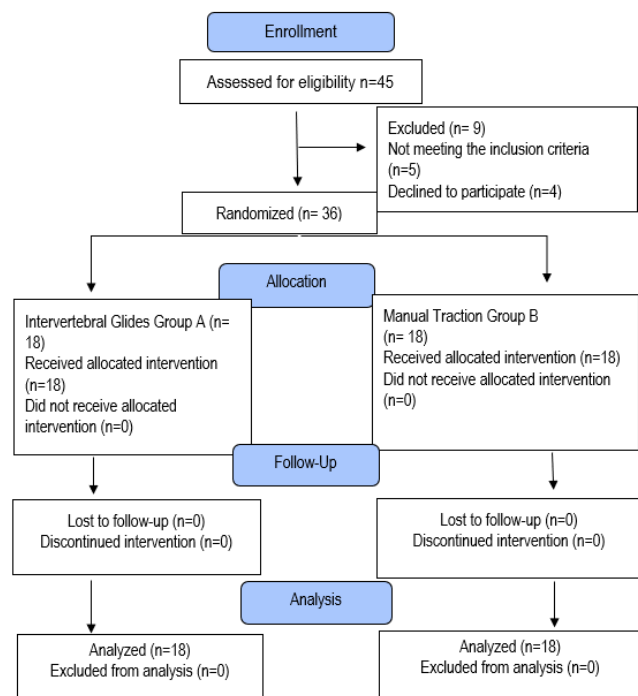 Enrollment
Assessed for eligibility n=45
Excluded (n= 9)
Not meeting the inclusion criteria
(n=5)
Declined to participate (n=4)
Randomized (n= 36)
Allocation
Intervertebral Glides Group A (n=
18)
Received allocated intervention
(n=18)
Did not receive allocated
intervention (n=0)
Manual Traction Group B
(n= 18)
Received allocated intervention (n=18)
Did not receive allocated intervention
(n=0)
Follow-Up
Lost to follow-up (n=0)
Discontinued intervention (n=0)
Lost to follow-up (n=0)
Discontinued intervention (n=0)
Analysis
Analyzed (n=18)
Excluded from analysis (n=0)
Analyzed (n=18)
Excluded from analysis (n=0)